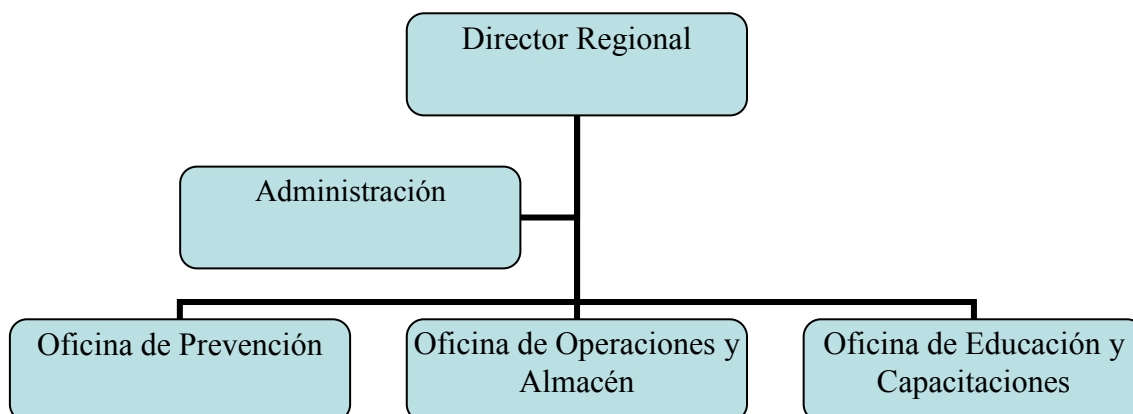 Director Regional
Administración
Oficina de Prevención
Oficina de Operaciones y
Almacén
Oficina de Educación y
Capacitaciones